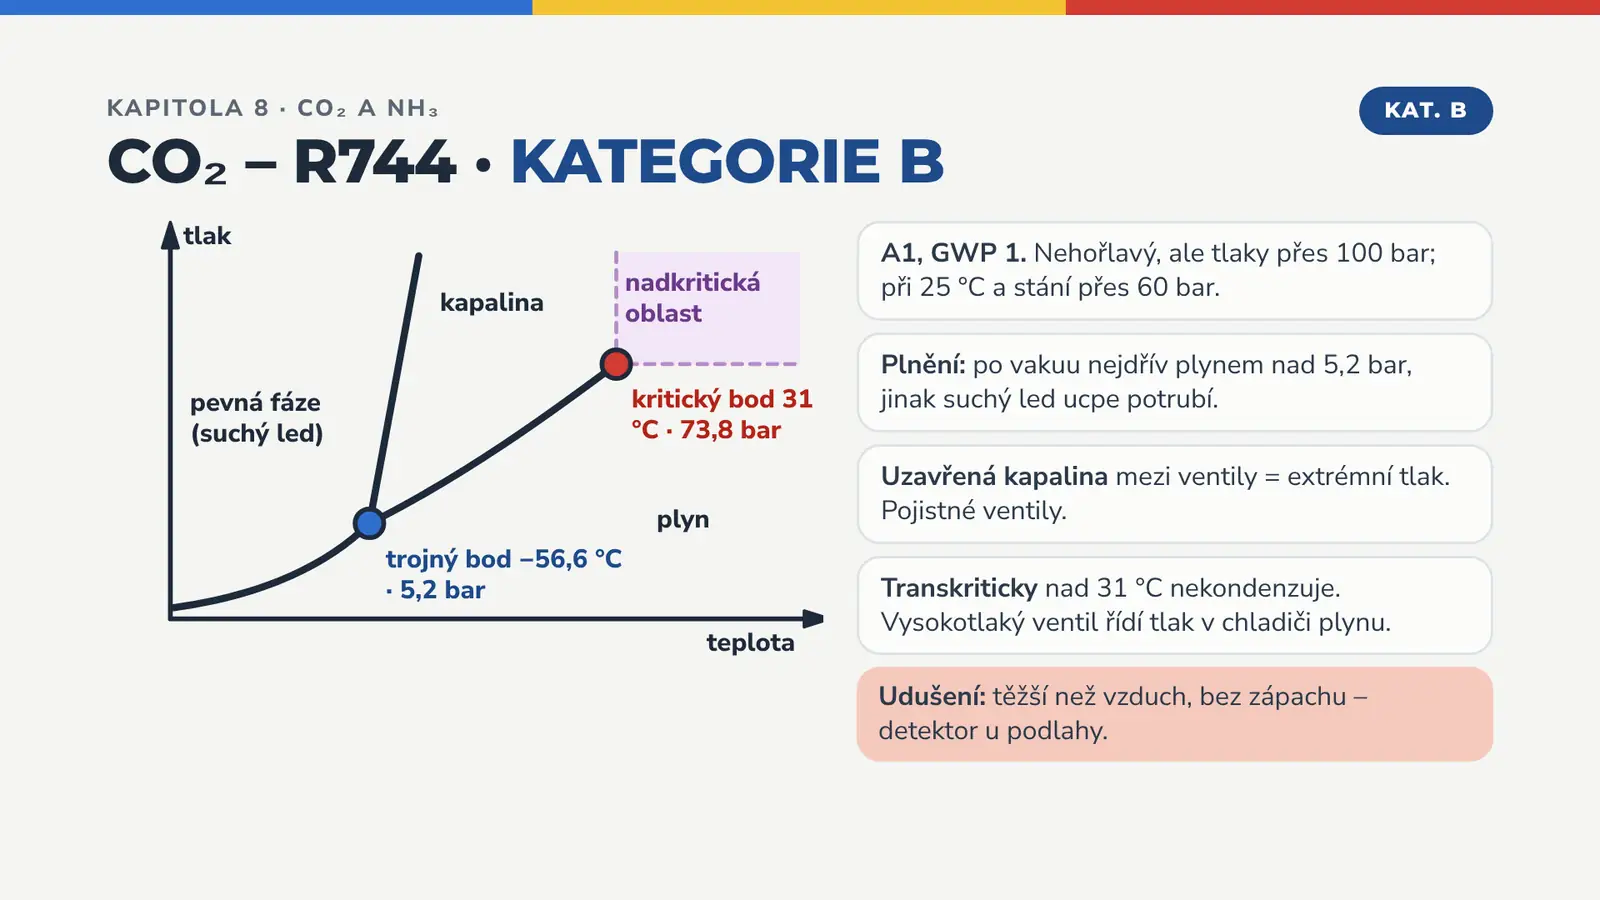 KAPITOLA 8 · CO₂ A NH₃
KAT. B
CO₂ – R744 · KATEGORIE B
tlak
kapalina
nadkritická
oblast
pevná fáze
(suchý led)
kritický bod 31
°C · 73,8 bar
plyn
trojný bod −56,6 °C
· 5,2 bar
teplota
A1, GWP 1. Nehořlavý, ale tlaky přes 100 bar;
při 25 °C a stání přes 60 bar.
Plnění: po vakuu nejdřív plynem nad 5,2 bar,
jinak suchý led ucpe potrubí.
Uzavřená kapalina mezi ventily = extrémní tlak.
Pojistné ventily.
Transkriticky nad 31 °C nekondenzuje.
Vysokotlaký ventil řídí tlak v chladiči plynu.
Udušení: těžší než vzduch, bez zápachu –
detektor u podlahy.